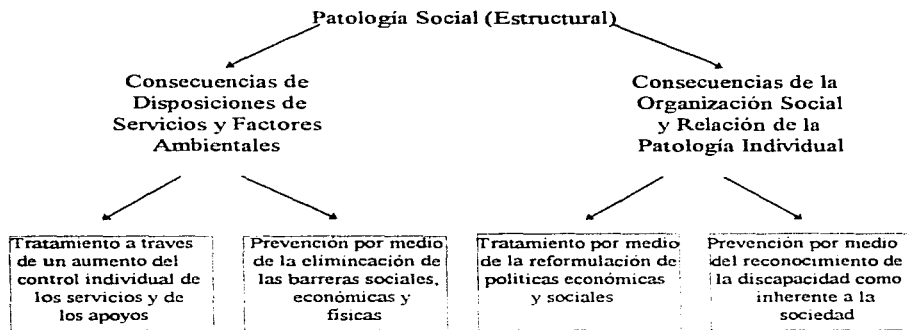 Patología Social (Estructural)
Consecuencias de
Disposiciones de
Servicios y Factores
Ambientales
Consecuencias de la
Organización Social
y Relación de la
Patología Individual
Tratamiento a traves
de un aumento del
control individual de
los servicios y de
los apoyos
Prevención por medio
de la elimincación de
las barreras sociales,
económicas y
físicas
Tratamiento por medio
de la reformulación de
políticas económicas
y sociales
Prevención por medio
del reconocimiento de
la discapacidad como
inherente a la
sociedad